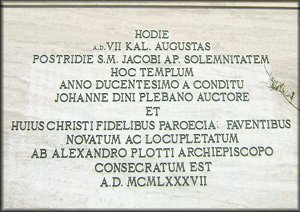 HODIE
A.D. VII KAL. AUGUSTAS
POSTRIDIE S.M. JACOBI AP. SOLEMNITATEM
HOC TEMPLUM
ANNO DUCENTESIMO A CONDITU
JOHANNE DINI PLEBANO AUCTORE
ET
HUIUS CHRISTI FIDELIBUS PAROECIA: FAVENTIBUS
NOVATUM AC LOCUPLETATUM
AB ALEXANDRO PLOTTI ARCHIEPISCOPO
CONSECRATUM EST
A.D. MCMLXXXVII